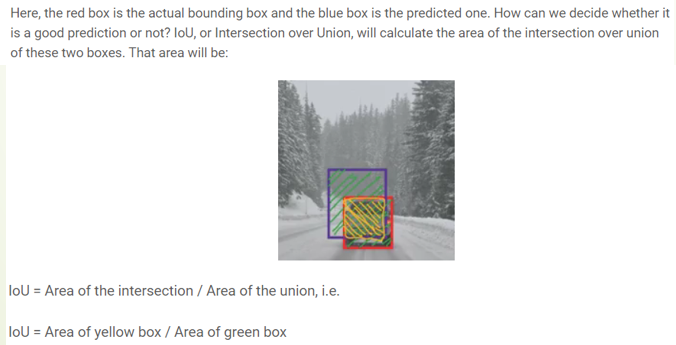 Here, the red box is the actual bounding box and the blue box is the predicted one. How can we decide whether it
is a good prediction or not? IoU, or Intersection over Union, will calculate the area of the intersection over union
of these two boxes. That area will be:
IoU = Area of the intersection / Area of the union, i.e.
IoU = Area of yellow box / Area of green box